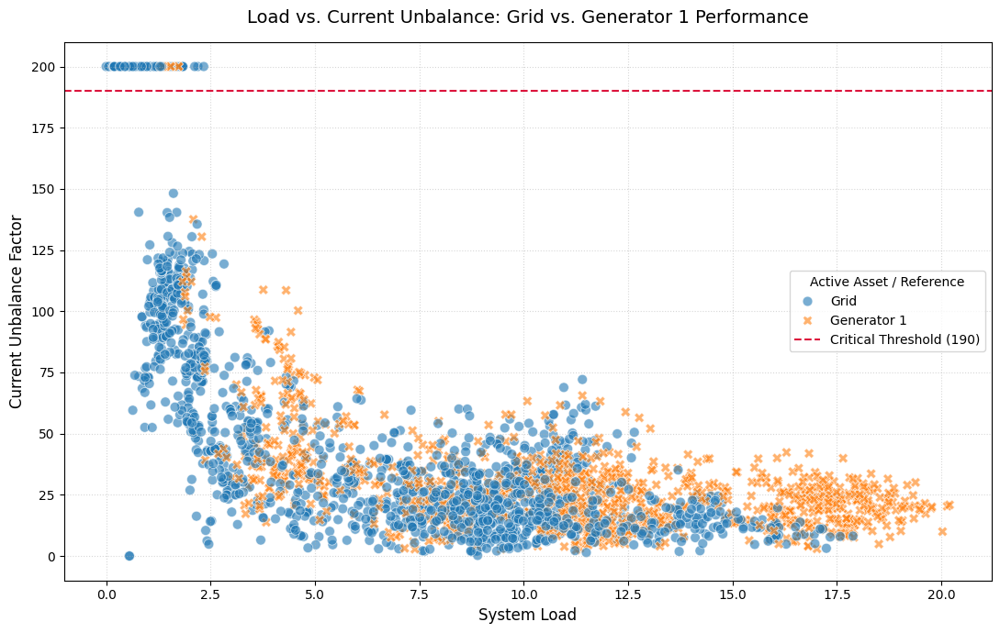 Load vs. Current Unbalance: Grid vs. Generator 1 Performance
200
175
150
125
100
75
50
25
0
Current Unbalance Factor
Active Asset / Reference
Grid
Generator 1
Critical Threshold (190)
0.0 2.5 5.0 7.5 10.0 12.5 15.0 17.5 20.0
System Load